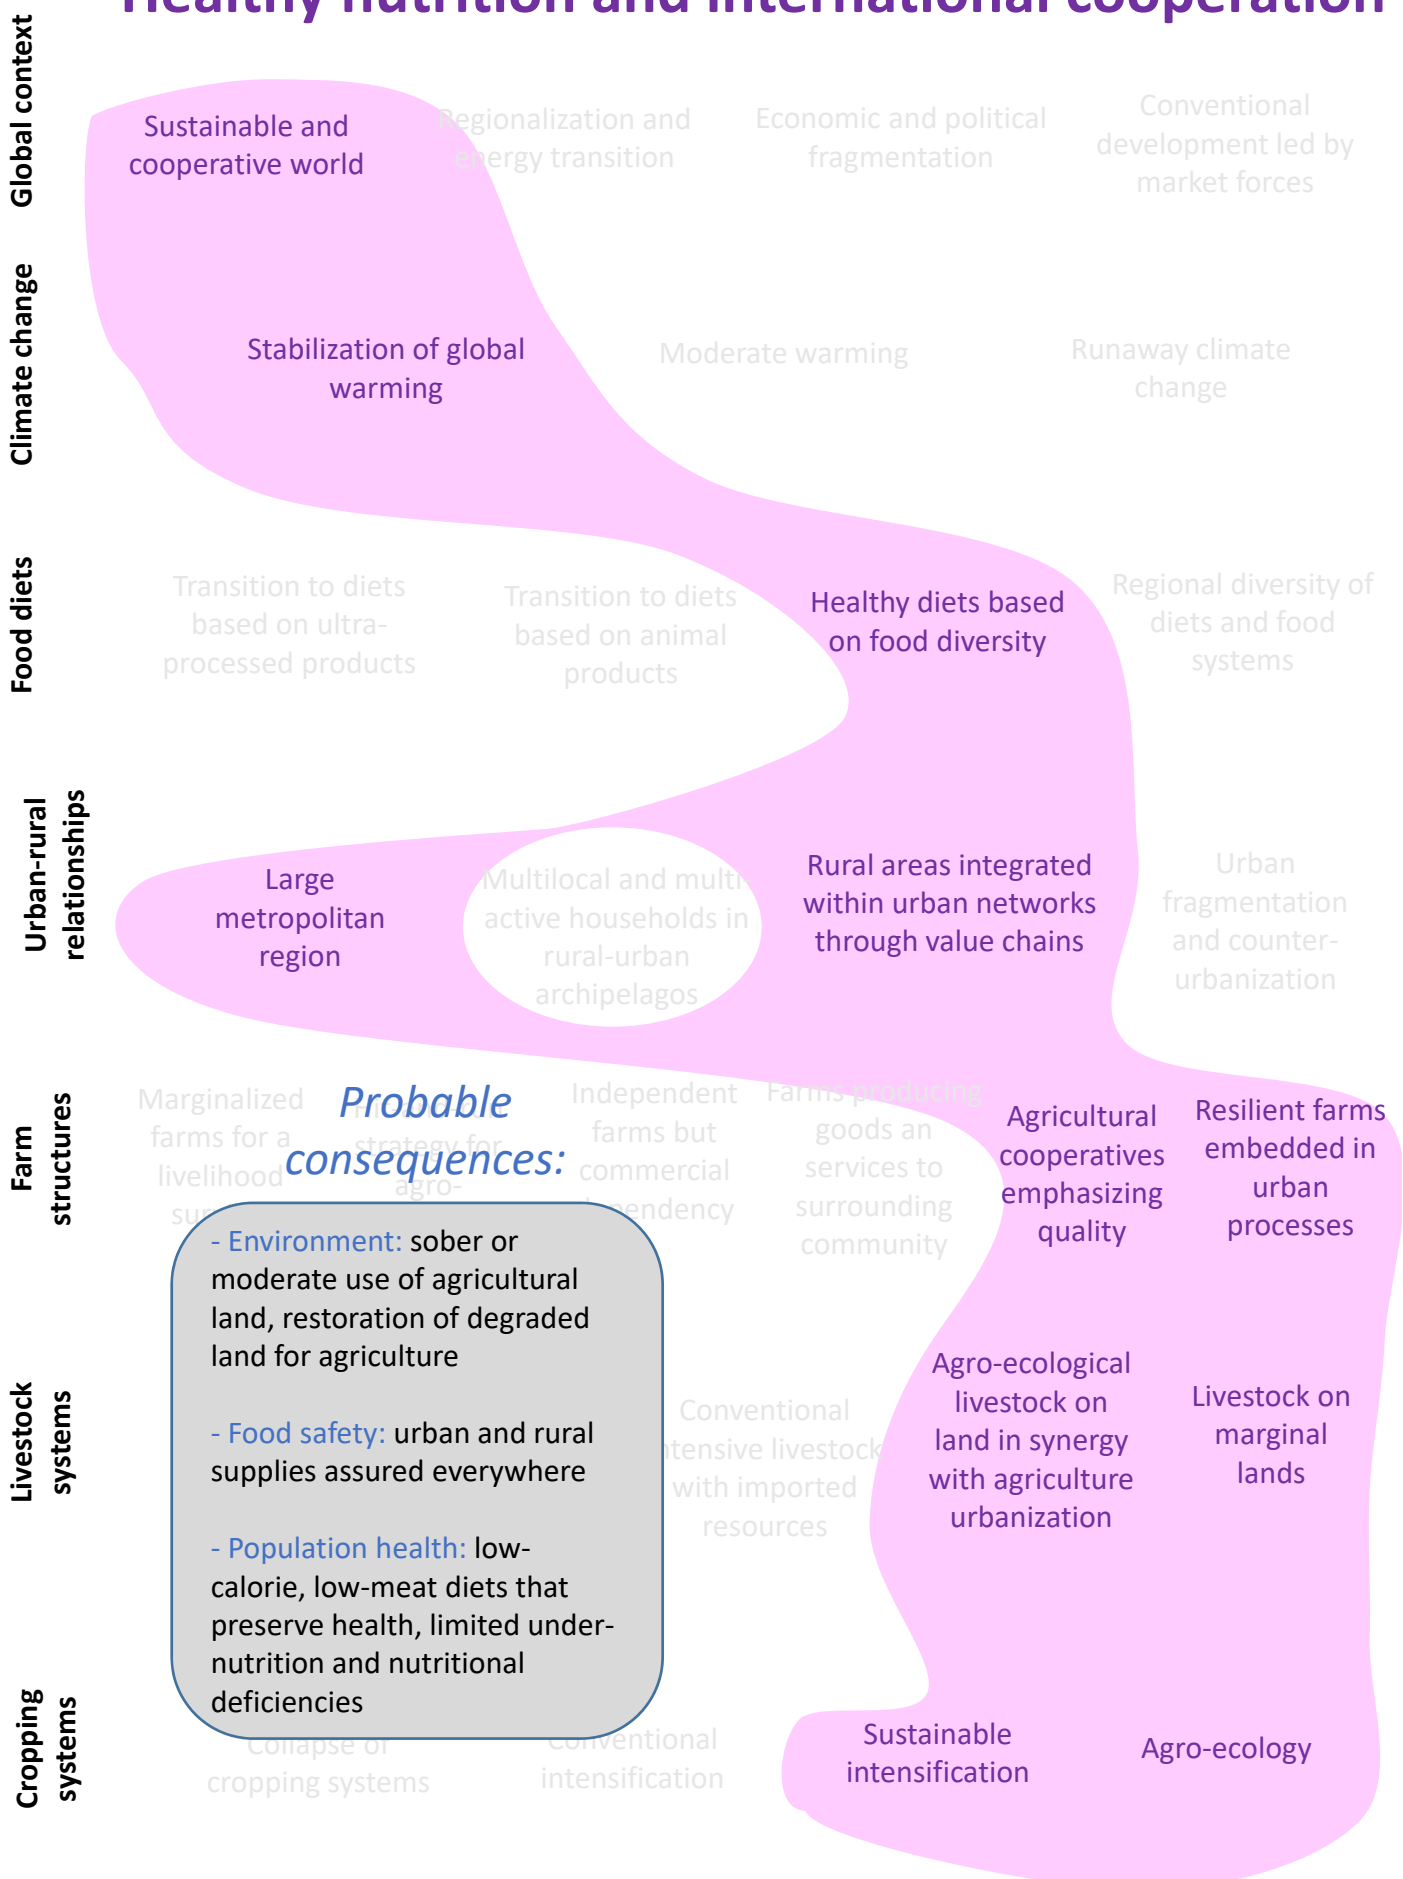 Healthy nutrition and international cooperation
Global context
Sustainable and
cooperative world
Regionalization and
energy transition
Economic and political
fragmentation
Conventional
development led by
market forces
Climate change
Stabilization of global
warming
Moderate warming
Runaway climate
change
Food diets
Transition to diets
based on ultra-
processed products
Transition to diets
based on animal
products
Healthy diets based
on food diversity
Regional diversity of
diets and food
systems
Urban-rural
relationships
Large
metropolitan
region
Multilocal and multi-
active households in
rural-urban
archipelagos
Rural areas integrated
within urban networks
through value chains
Urban
fragmentation
and counter-
urbanization
Farm
structures
Marginalized
farms for a
livelihood
strategy for
agro-
Independent
farms but
commercial
Farms producing
goods an
services to
surrounding
community
Agricultural
cooperatives
emphasizing
quality
Resilient farms
embedded in
urban
processes
Probable
consequences:
- Environment: sober or
moderate use of agricultural
land, restoration of degraded
land for agriculture
- Food safety: urban and rural
supplies assured everywhere
- Population health: low-
calorie, low-meat diets that
preserve health, limited under-
nutrition and nutritional
deficiencies
Livestock
systems
Conventional
intensive livestock
with imported
resources
Agro-ecological
livestock on
land in synergy
with agriculture
urbanization
Livestock on
marginal
lands
Cropping
systems
Collapse of
cropping systems
Conventional
intensification
Sustainable
intensification
Agro-ecology